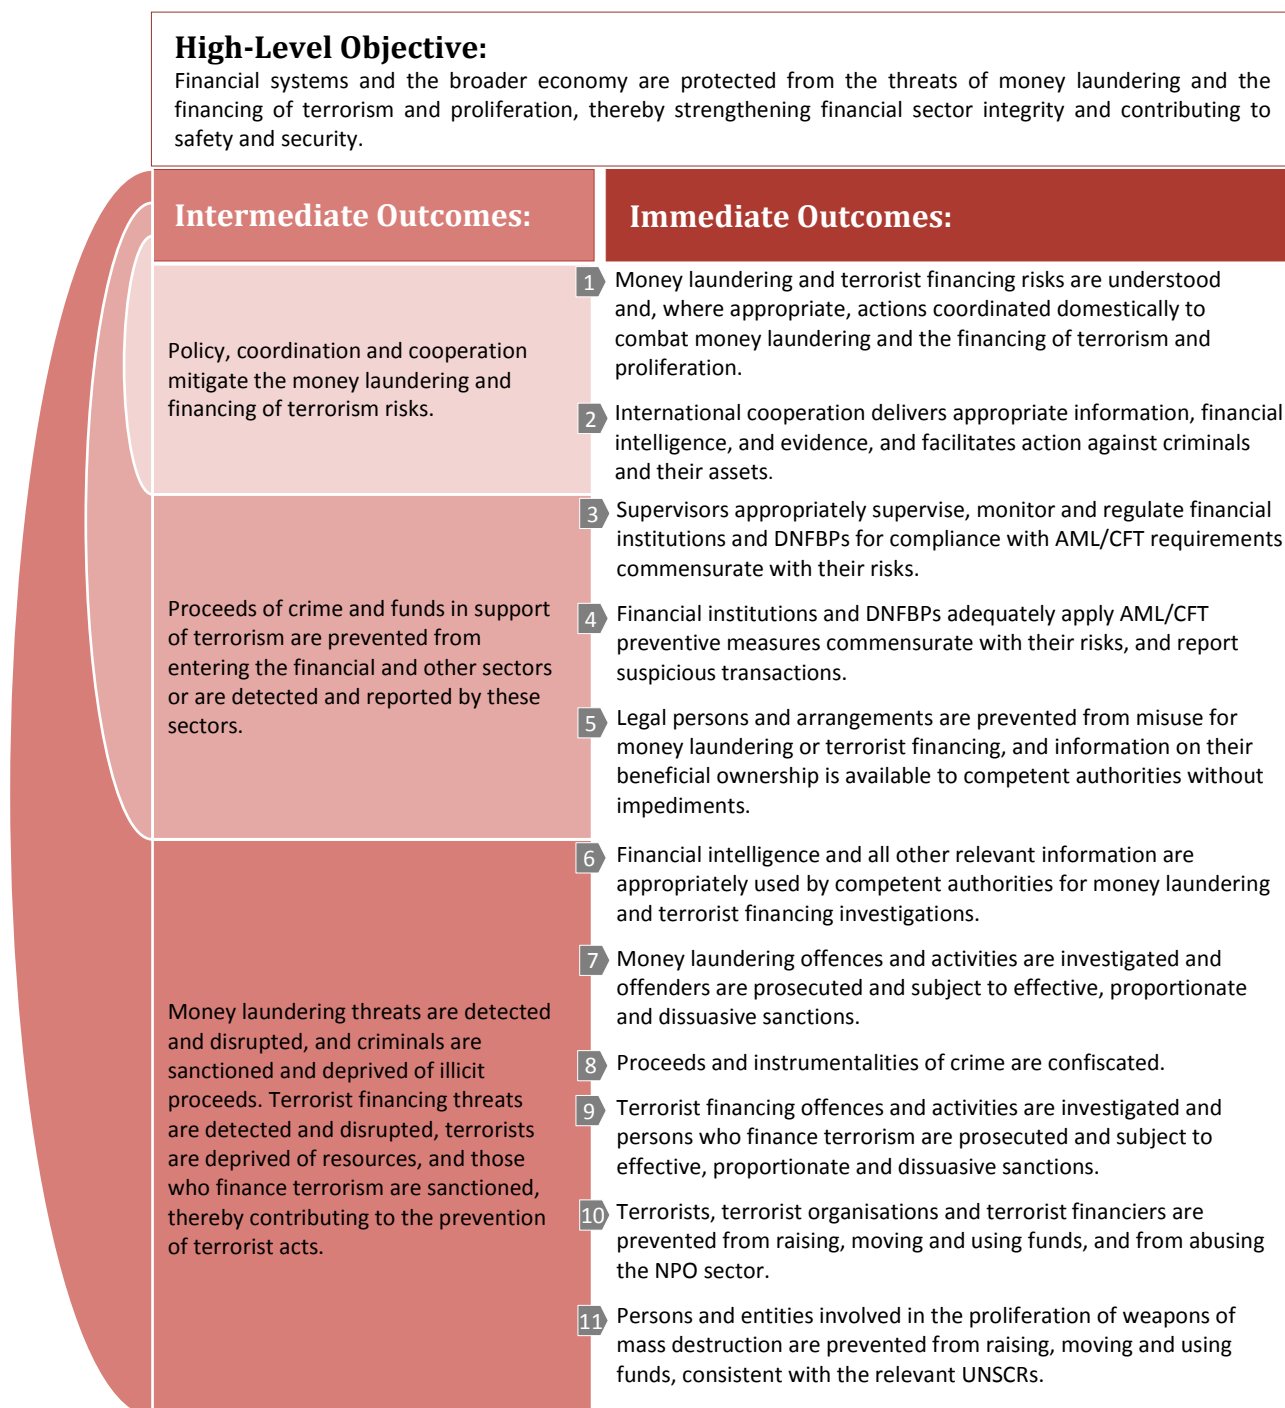 High-Level Objective:
Financial systems and the broader economy are protected from the threats of money laundering and the
financing of terrorism and proliferation, thereby strengthening financial sector integrity and contributing to
safety and security.
Intermediate Outcomes:
Immediate Outcomes:
Policy, coordination and cooperation
mitigate the money laundering and
financing of terrorism risks.
1
Money laundering and terrorist financing risks are understood
and, where appropriate, actions coordinated domestically to
combat money laundering and the financing of terrorism and
proliferation.
2
International cooperation delivers appropriate information, financial
intelligence, and evidence, and facilitates action against criminals
and their assets.
Proceeds of crime and funds in support
of terrorism are prevented from
entering the financial and other sectors
or are detected and reported by these
sectors.
3
Supervisors appropriately supervise, monitor and regulate financial
institutions and DNFBPs for compliance with AML/CFT requirements
commensurate with their risks.
4
Financial institutions and DNFBPs adequately apply AML/CFT
preventive measures commensurate with their risks, and report
suspicious transactions.
5
Legal persons and arrangements are prevented from misuse for
money laundering or terrorist financing, and information on their
beneficial ownership is available to competent authorities without
impediments.
Money laundering threats are detected
and disrupted, and criminals are
sanctioned and deprived of illicit
proceeds. Terrorist financing threats
are detected and disrupted, terrorists
are deprived of resources, and those
who finance terrorism are sanctioned,
thereby contributing to the prevention
of terrorist acts.
6
Financial intelligence and all other relevant information are
appropriately used by competent authorities for money laundering
and terrorist financing investigations.
7
Money laundering offences and activities are investigated and
offenders are prosecuted and subject to effective, proportionate
and dissuasive sanctions.
8
Proceeds and instrumentalities of crime are confiscated.
9
Terrorist financing offences and activities are investigated and
persons who finance terrorism are prosecuted and subject to
effective, proportionate and dissuasive sanctions.
10
Terrorists, terrorist organisations and terrorist financiers are
prevented from raising, moving and using funds, and from abusing
the NPO sector.
11
Persons and entities involved in the proliferation of weapons of
mass destruction are prevented from raising, moving and using
funds, consistent with the relevant UNSCRs.